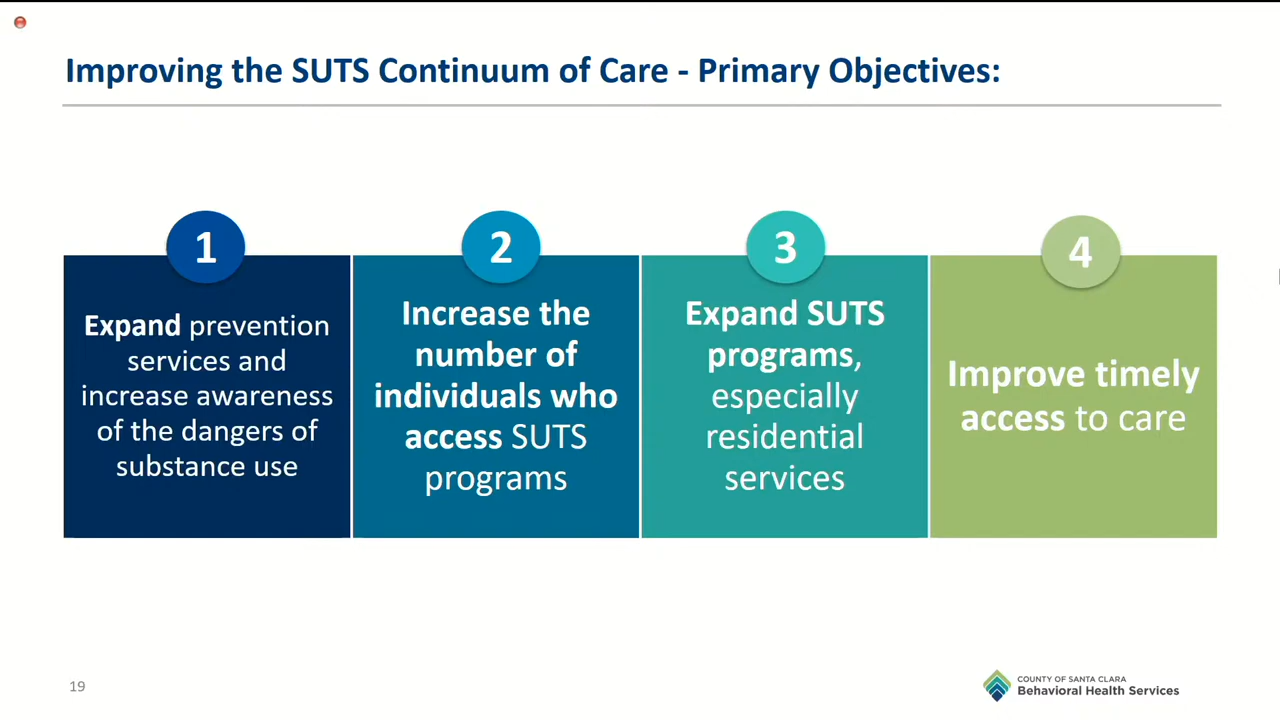 Improving the SUTS Continuum of Care - Primary Objectives:
1
Expand prevention
services and
increase awareness
of the dangers of
substance use
2
Increase the
number of
individuals who
access SUTS
programs
3
Expand SUTS
programs,
especially
residential
services
4
Improve timely
access to care
19
COUNTY OF SANTA CLARA
Behavioral Health Services